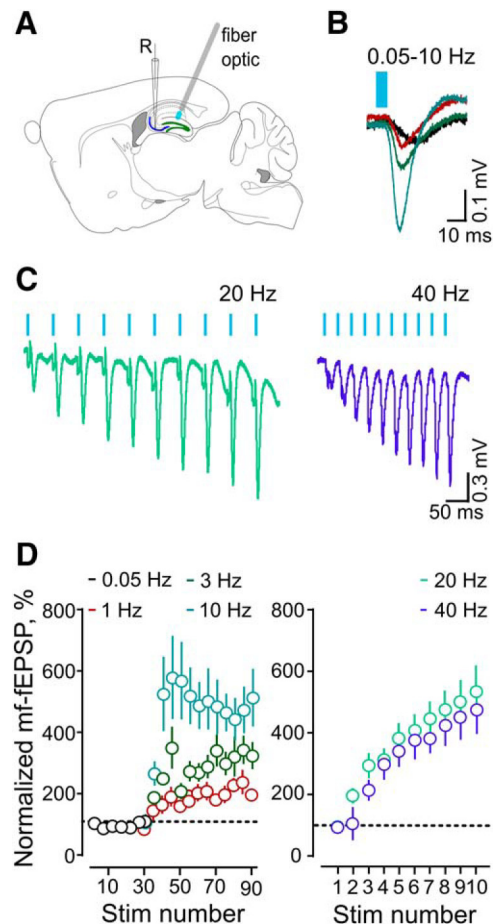 A
R
fiber
optic
B
0.05-10 Hz
0.1 mV
10 ms
C
20 Hz
40 Hz
0.3 mV
50 ms
D
0.05 Hz
3 Hz
1 Hz
10 Hz
20 Hz
40 Hz
Normalized mf-fEPSP, %
800
600
400
200
0
10 30 50 70 90
Stim number
800
600
400
200
0
1 2 3 4 5 6 7 8 9 10
Stim number